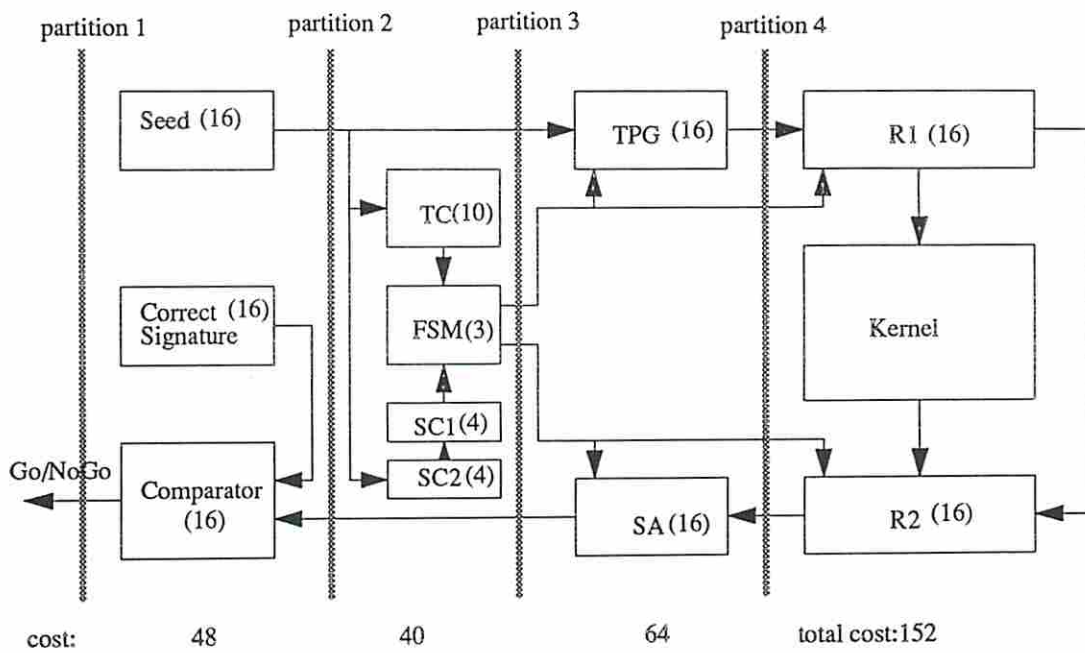 partition 1
partition 2
partition 3
partition 4
Seed (16)
TPG (16)
R1 (16)
TC(10)
Correct (16)
Signature
FSM(3)
Kernel
SC1(4)
Go/NoGo
Comparator
(16)
SC2(4)
SA (16)
R2 (16)
cost: 48 40 64 total cost:152